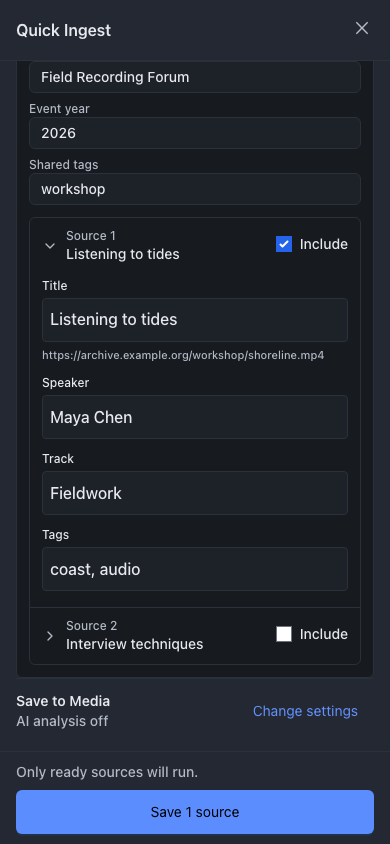 Quick Ingest
Field Recording Forum
Event year
2026
Shared tags
workshop
Source 1
Listening to tides
Include
Title
Listening to tides
https://archive.example.org/workshop/shoreline.mp4
Speaker
Maya Chen
Track
Fieldwork
Tags
coast, audio
Source 2
Interview techniques
Include
Save to Media
AI analysis off
Change settings
Only ready sources will run.
Save 1 source